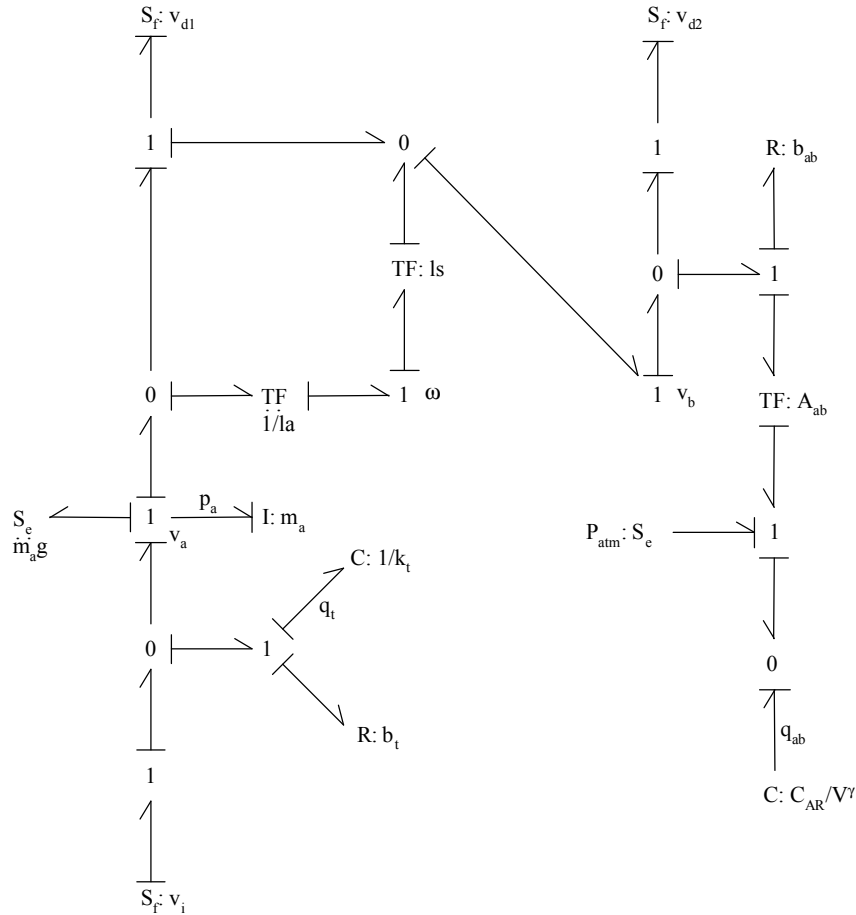 S_f: v_d1
S_f: v_d2
1
0
1
R: b_ab
TF: ls
0
1
0
TF
1/la
1 ω
1 v_b
TF: A_ab
S_e
ṁ_a g
1
v_a
p_a
I: m_a
P_atm: S_e
1
C: 1/k_t
q_t
0
1
0
R: b_t
q_ab
1
C: C_AR/V^γ
S_f: v_i